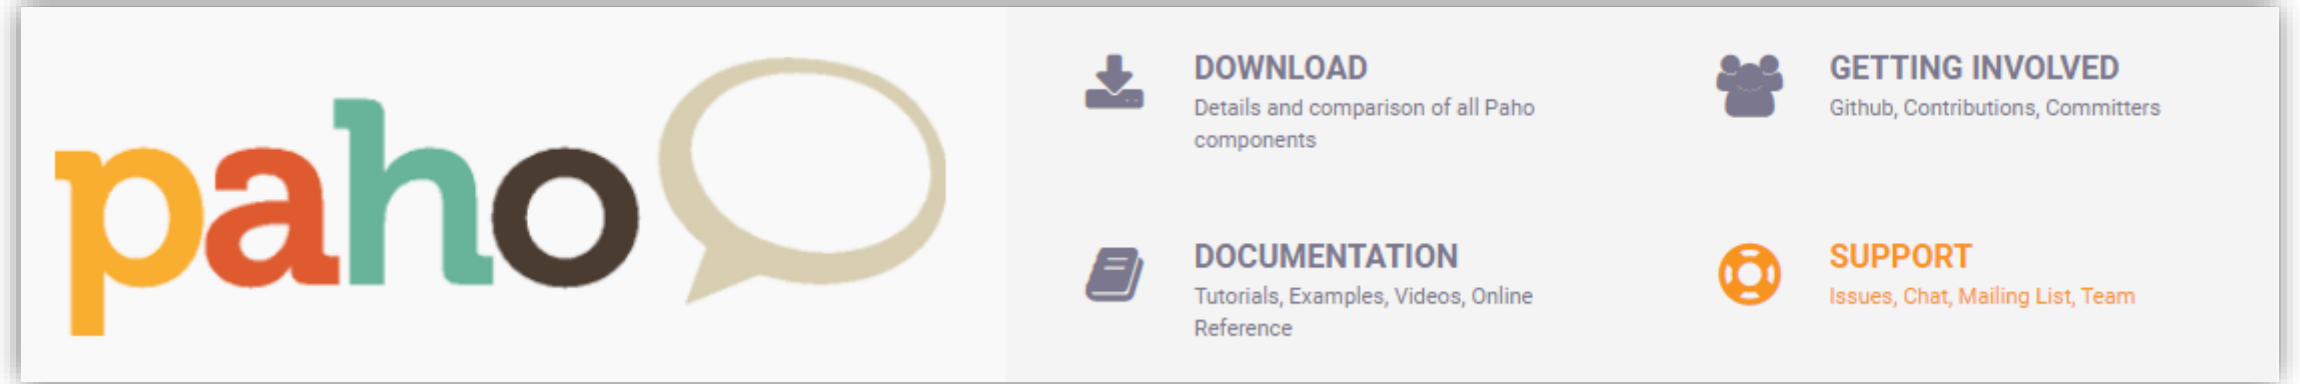 paho
DOWNLOAD
Details and comparison of all Paho
components
GETTING INVOLVED
Github, Contributions, Committers
DOCUMENTATION
Tutorials, Examples, Videos, Online
Reference
SUPPORT
Issues, Chat, Mailing List, Team